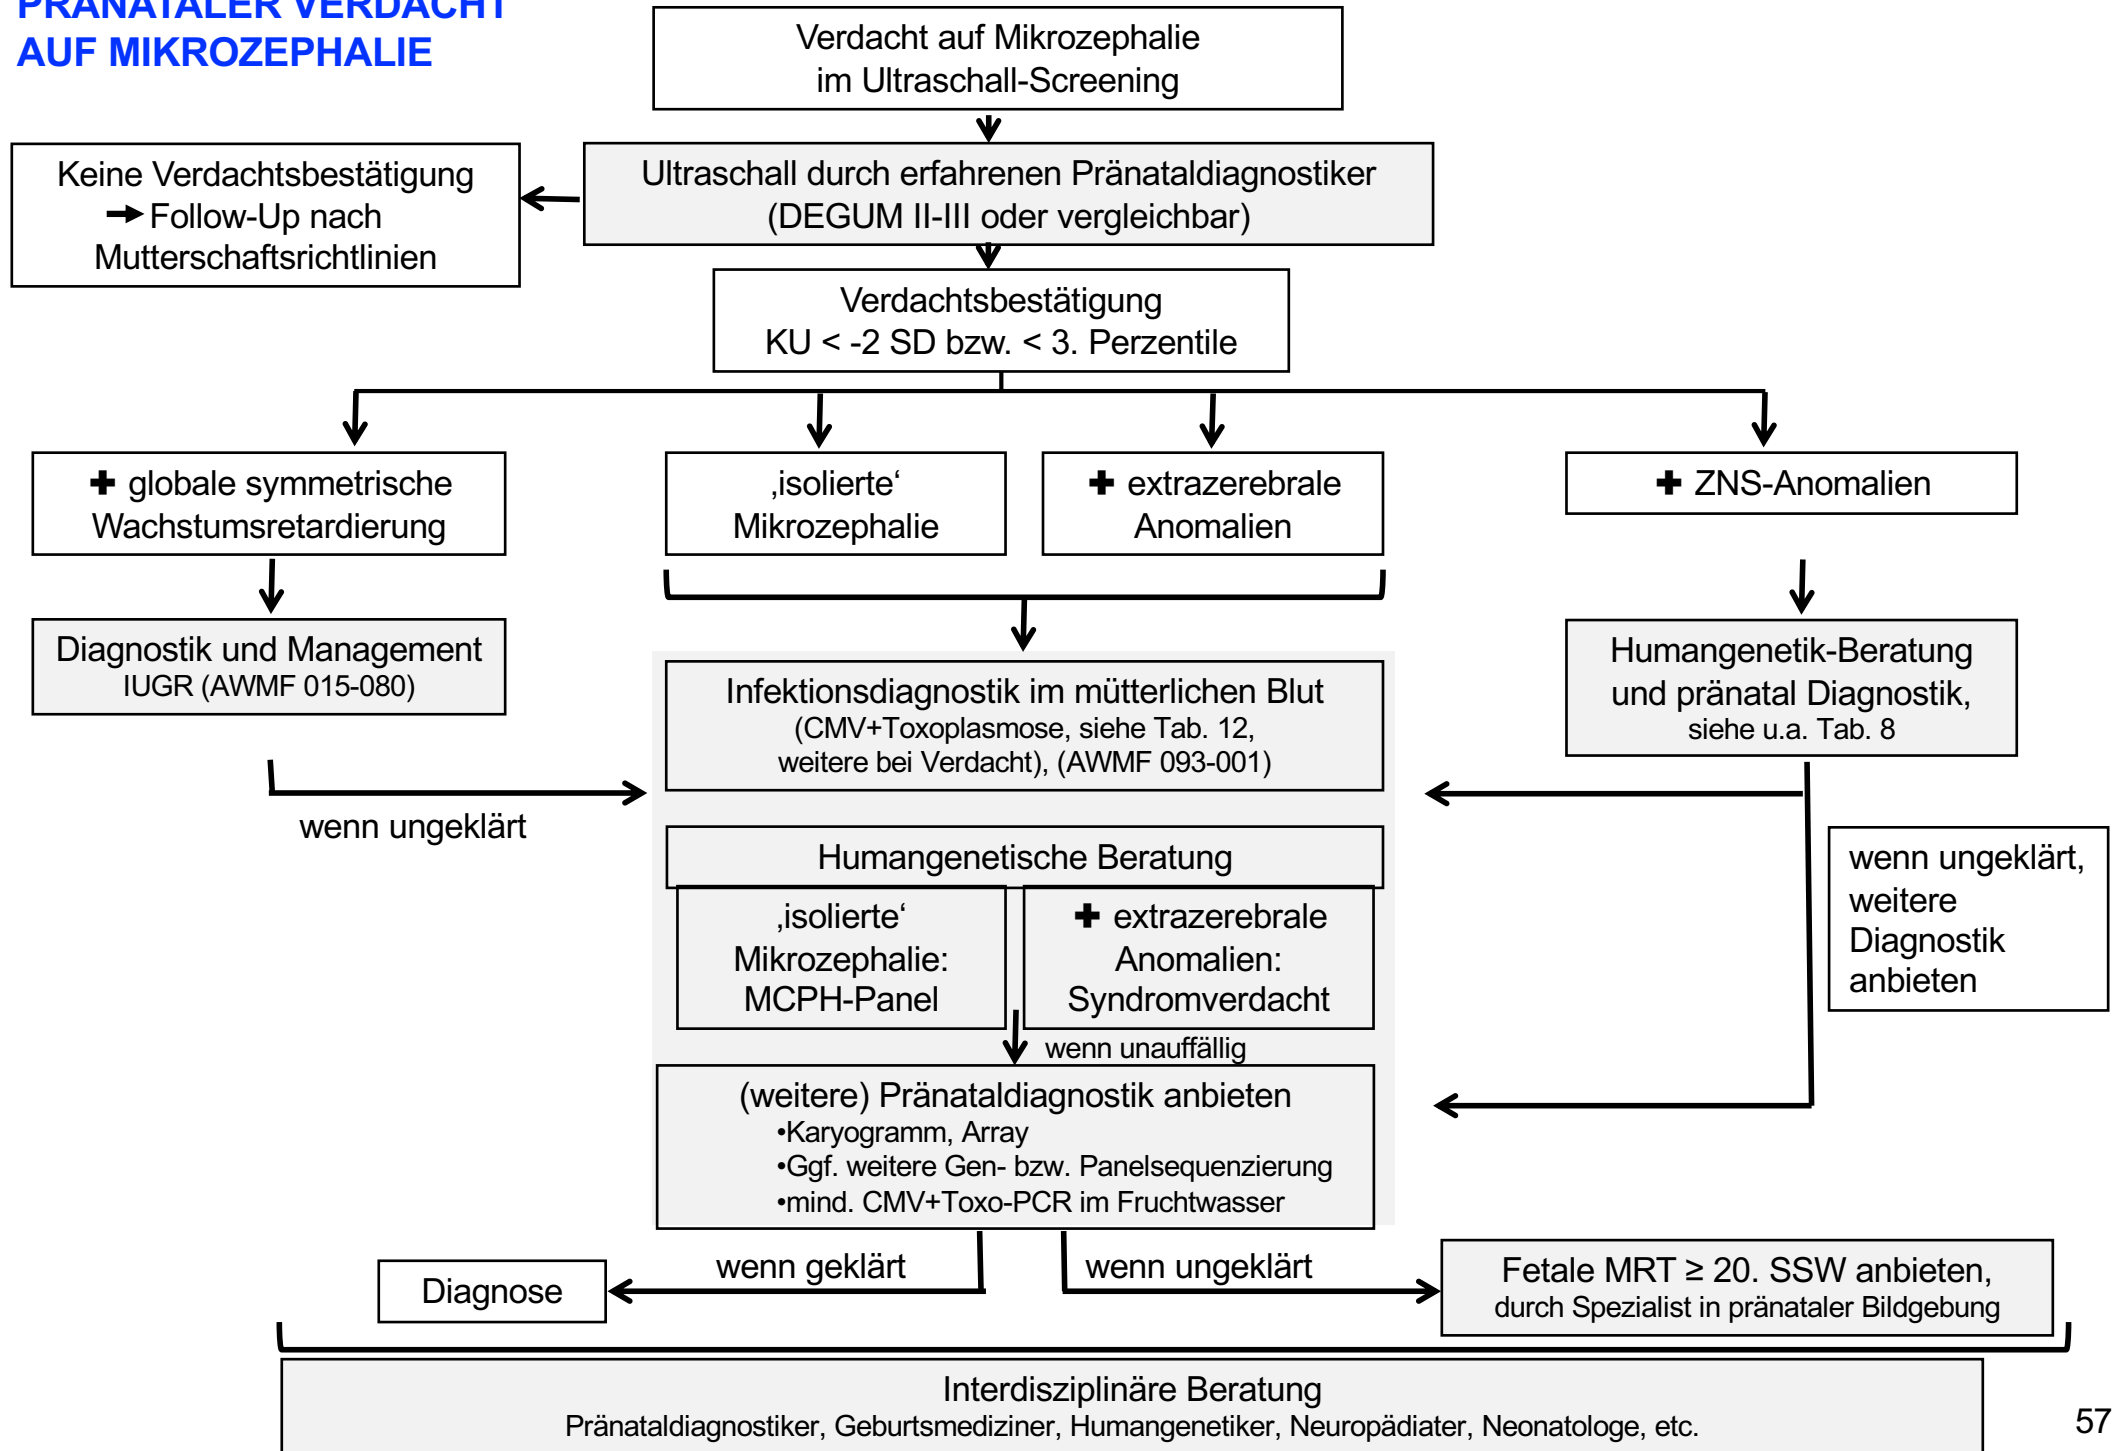 PRÄNATALER VERDACHT
AUF MIKROZEPHALIE
Verdacht auf Mikrozephalie
im Ultraschall-Screening
Keine Verdachtsbestätigung
➞ Follow-Up nach
Mutterschaftsrichtlinien
Ultraschall durch erfahrenen Pränataldiagnostiker
(DEGUM II-III oder vergleichbar)
Verdachtsbestätigung
KU < -2 SD bzw. < 3. Perzentile
✚ globale symmetrische
Wachstumsretardierung
‚isolierte‘
Mikrozephalie
✚ extrazerebrale
Anomalien
✚ ZNS-Anomalien
Diagnostik und Management
IUGR (AWMF 015-080)
Infektionsdiagnostik im mütterlichen Blut
(CMV+Toxoplasmose, siehe Tab. 12,
weitere bei Verdacht), (AWMF 093-001)
Humangenetik-Beratung
und pränatal Diagnostik,
siehe u.a. Tab. 8
wenn ungeklärt
Humangenetische Beratung
‚isolierte‘
Mikrozephalie:
MCPH-Panel
✚ extrazerebrale
Anomalien:
Syndromverdacht
wenn ungeklärt,
weitere
Diagnostik
anbieten
wenn unauffällig
(weitere) Pränataldiagnostik anbieten
•Karyogramm, Array
•Ggf. weitere Gen- bzw. Panelsequenzierung
•mind. CMV+Toxo-PCR im Fruchtwasser
wenn geklärt
wenn ungeklärt
Diagnose
Fetale MRT ≥ 20. SSW anbieten,
durch Spezialist in pränataler Bildgebung
Interdisziplinäre Beratung
Pränataldiagnostiker, Geburtsmediziner, Humangenetiker, Neuropädiater, Neonatologe, etc.
57